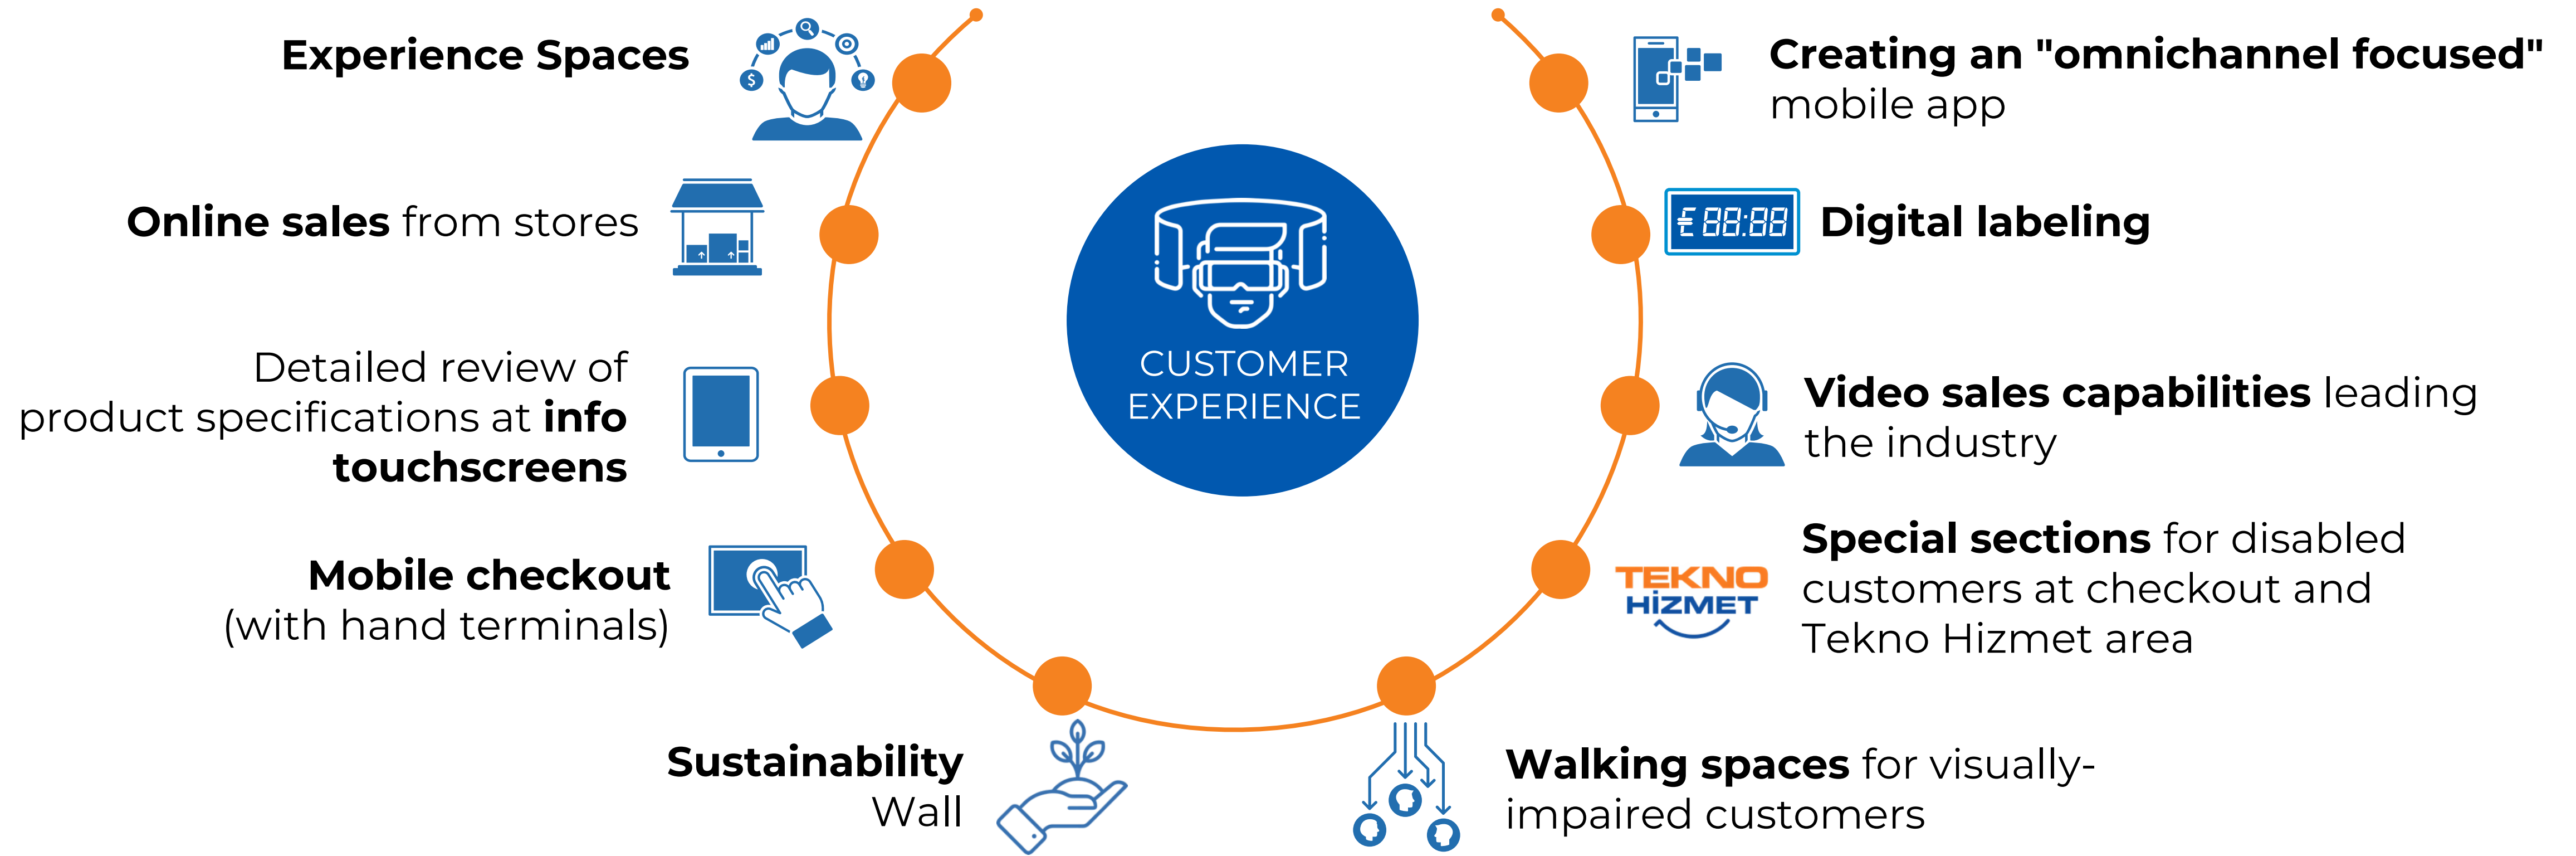 Experience Spaces
Online sales from stores
Detailed review of
product specifications at info
touchscreens
Mobile checkout
(with hand terminals)
Sustainability
Wall
CUSTOMER
EXPERIENCE
Creating an "omnichannel focused"
mobile app
£ 88:88
Digital labeling
Video sales capabilities leading
the industry
TEKNO
HİZMET
Special sections for disabled
customers at checkout and
Tekno Hizmet area
Walking spaces for visually-
impaired customers